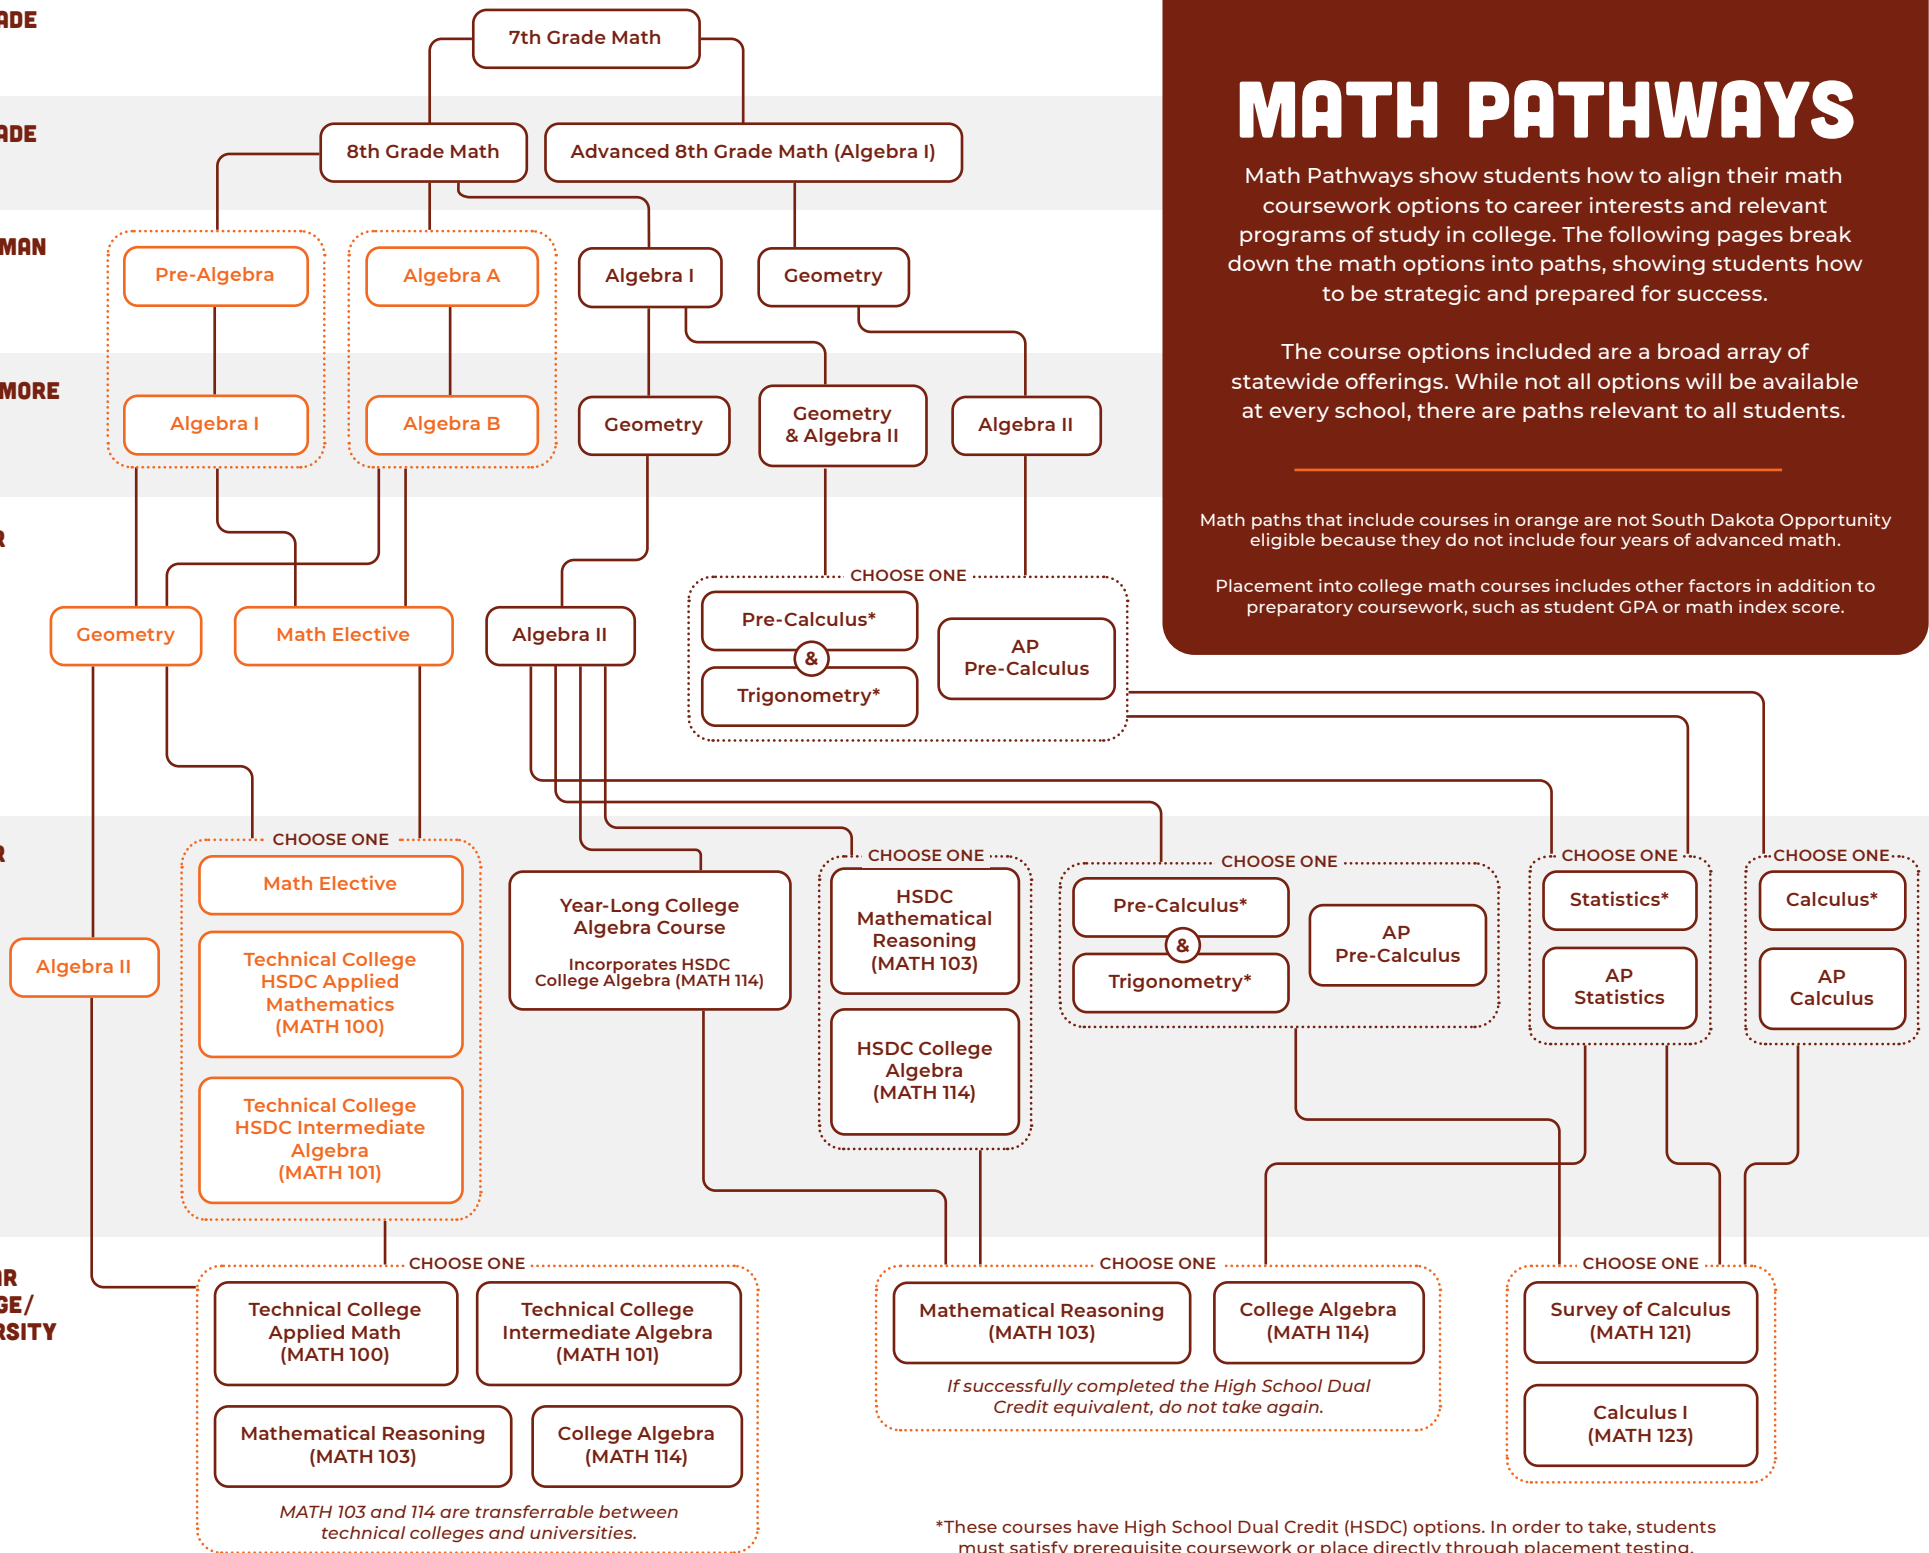 ADE
7th Grade Math
ADE
8th Grade Math
Advanced 8th Grade Math (Algebra I)
MAN
Pre-Algebra
Algebra A
Algebra I
Geometry
MORE
Algebra I
Algebra B
Geometry
Geometry
& Algebra II
Algebra II
MATH PATHWAYS
Math Pathways show students how to align their math
coursework options to career interests and relevant
programs of study in college. The following pages break
down the math options into paths, showing students how
to be strategic and prepared for success.
The course options included are a broad array of
statewide offerings. While not all options will be available
at every school, there are paths relevant to all students.
Math paths that include courses in orange are not South Dakota Opportunity
eligible because they do not include four years of advanced math.
Placement into college math courses includes other factors in addition to
preparatory coursework, such as student GPA or math index score.
R
Geometry
Math Elective
Algebra II
CHOOSE ONE
Pre-Calculus*
&
Trigonometry*
AP
Pre-Calculus
R
Algebra II
CHOOSE ONE
Math Elective
Technical College
HSDC Applied
Mathematics
(MATH 100)
Technical College
HSDC Intermediate
Algebra
(MATH 101)
Year-Long College
Algebra Course
Incorporates HSDC
College Algebra (MATH 114)
CHOOSE ONE
HSDC
Mathematical
Reasoning
(MATH 103)
HSDC College
Algebra
(MATH 114)
CHOOSE ONE
Pre-Calculus*
&
Trigonometry*
AP
Pre-Calculus
CHOOSE ONE
Statistics*
AP
Statistics
CHOOSE ONE
Calculus*
AP
Calculus
AR
GE/
RSITY
CHOOSE ONE
Technical College
Applied Math
(MATH 100)
Technical College
Intermediate Algebra
(MATH 101)
Mathematical Reasoning
(MATH 103)
College Algebra
(MATH 114)
MATH 103 and 114 are transferrable between
technical colleges and universities.
CHOOSE ONE
Mathematical Reasoning
(MATH 103)
College Algebra
(MATH 114)
If successfully completed the High School Dual
Credit equivalent, do not take again.
CHOOSE ONE
Survey of Calculus
(MATH 121)
Calculus I
(MATH 123)
*These courses have High School Dual Credit (HSDC) options. In order to take, students
must satisfy prerequisite coursework or place directly through placement testing.